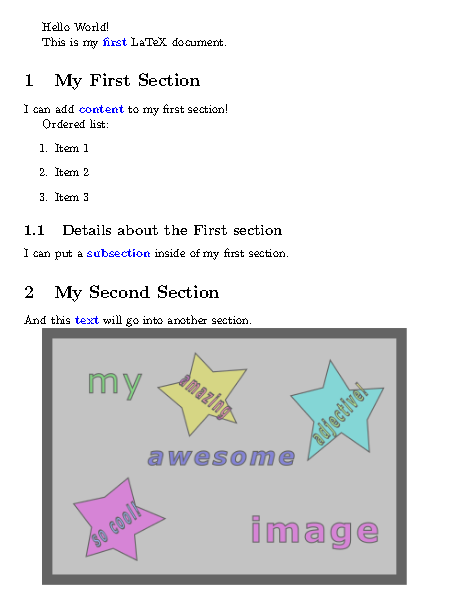 Hello World!
This is my first LaTeX document.
1 My First Section
I can add content to my first section!
Ordered list:
1. Item 1
2. Item 2
3. Item 3
1.1 Details about the First section
I can put a subsection inside of my first section.
2 My Second Section
And this text will go into another section.
my
amazing
adjective!
awesome
so cool!
image